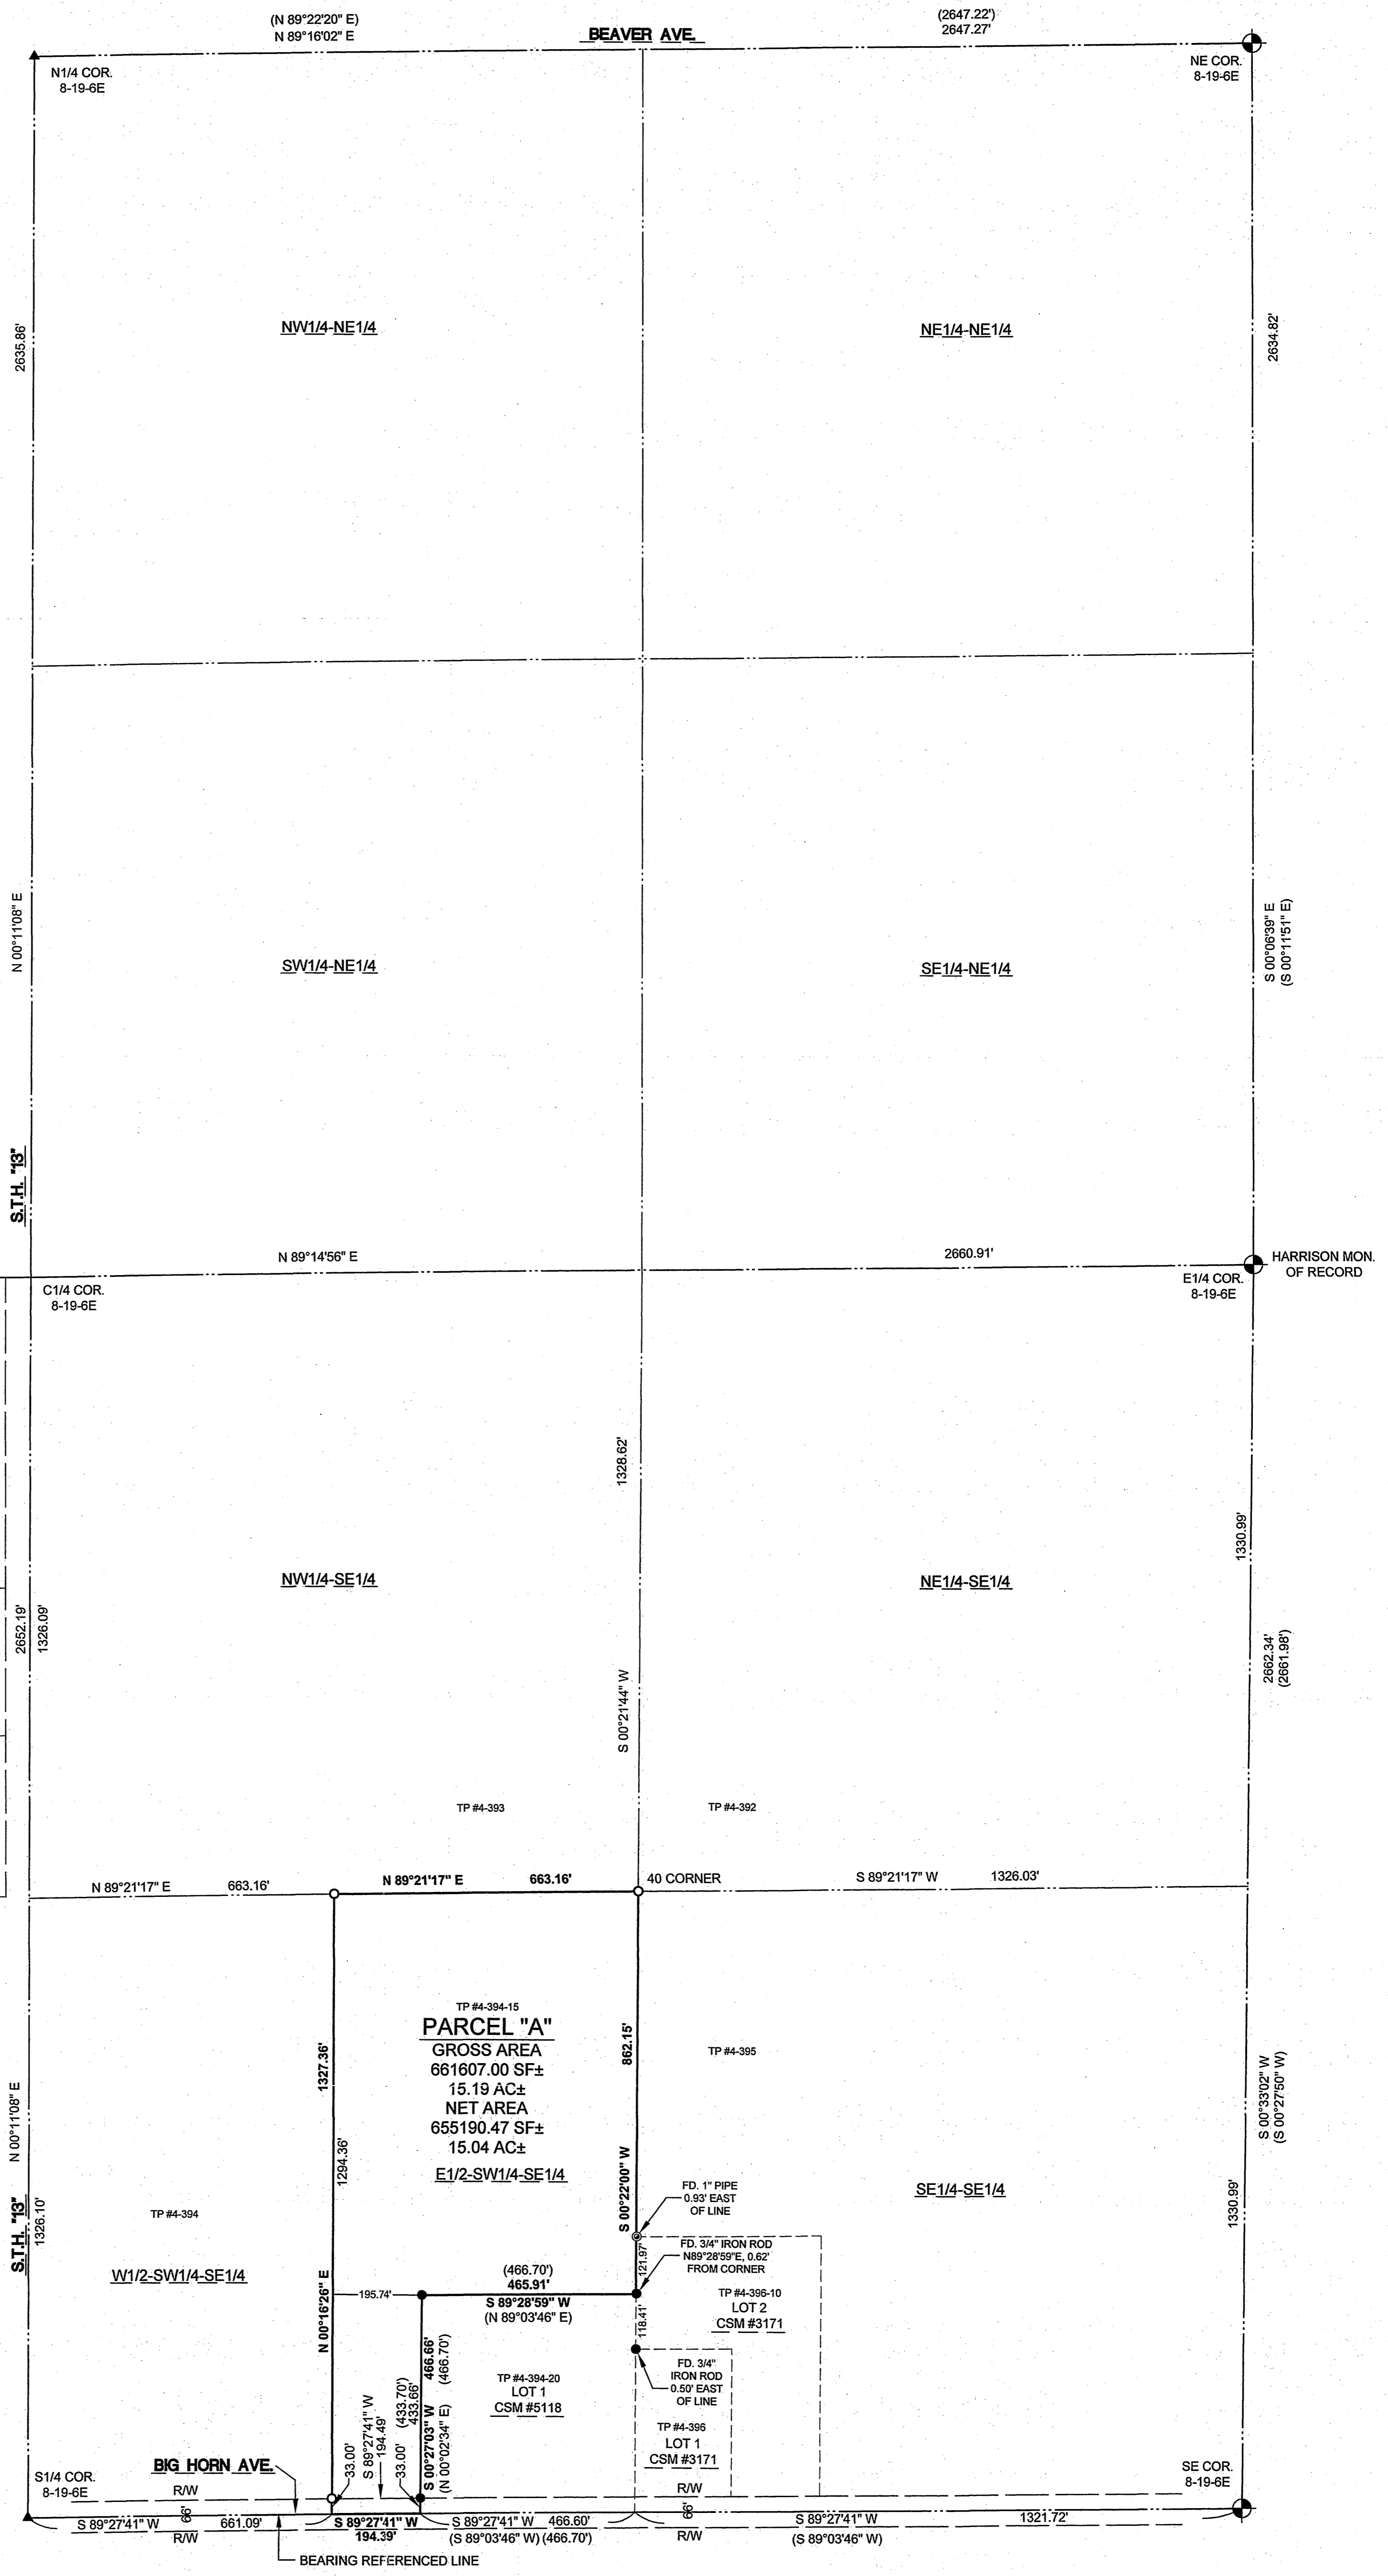 (N 89°22'20" E)
N 89°16'02" E
BEAVER AVE.
(2647.22')
2647.27'
N1/4 COR.
8-19-6E
NE COR.
8-19-6E
2635.86'
NW1/4-NE1/4
NE1/4-NE1/4
2634.82'
N 00°11'08" E
SW1/4-NE1/4
SE1/4-NE1/4
S 00°06'39" E
(S 00°11'51" E)
S.T.H. "13"
N 89°14'56" E
2660.91'
HARRISON MON.
OF RECORD
C1/4 COR.
8-19-6E
E1/4 COR.
8-19-6E
1328.62'
1330.99'
NW1/4-SE1/4
NE1/4-SE1/4
2652.19'
1326.09'
2662.34'
(2661.98')
S 00°21'44" W
TP #4-393
TP #4-392
N 89°21'17" E
663.16'
N 89°21'17" E
663.16'
40 CORNER
S 89°21'17" W
1326.03'
TP #4-394-15
PARCEL "A"
GROSS AREA
661607.00 SF±
15.19 AC±
NET AREA
655190.47 SF±
15.04 AC±
E1/2-SW1/4-SE1/4
1327.36'
1294.36'
862.15'
TP #4-395
N 00°11'08" E
S 00°33'02" W
(S 00°27'50" W)
S 00°22'00" W
FD. 1" PIPE
0.93' EAST
OF LINE
SE1/4-SE1/4
S.T.H. "13"
1326.10'
TP #4-394
1330.99'
W1/2-SW1/4-SE1/4
121.97'
FD. 3/4" IRON ROD
N89°28'59"E, 0.62'
FROM CORNER
N 00°16'26" E
195.74'
(466.70')
465.91'
S 89°28'59" W
(N 89°03'46" E)
TP #4-396-10
LOT 2
CSM #3171
118.41'
466.66'
(466.70')
(433.70')
433.66'
TP #4-394-20
LOT 1
CSM #5118
FD. 3/4"
IRON ROD
0.50' EAST
OF LINE
S 89°27'41" W
194.49'
S 00°27'03" W
(N 00°02'34" E)
33.00'
33.00'
TP #4-396
LOT 1
CSM #3171
BIG HORN AVE.
S1/4 COR.
8-19-6E
SE COR.
8-19-6E
R/W
R/W
66'
66'
S 89°27'41" W
661.09'
S 89°27'41" W
194.39'
S 89°27'41" W
466.60'
S 89°27'41" W
1321.72'
R/W
(S 89°03'46" W) (466.70')
R/W
(S 89°03'46" W)
BEARING REFERENCED LINE